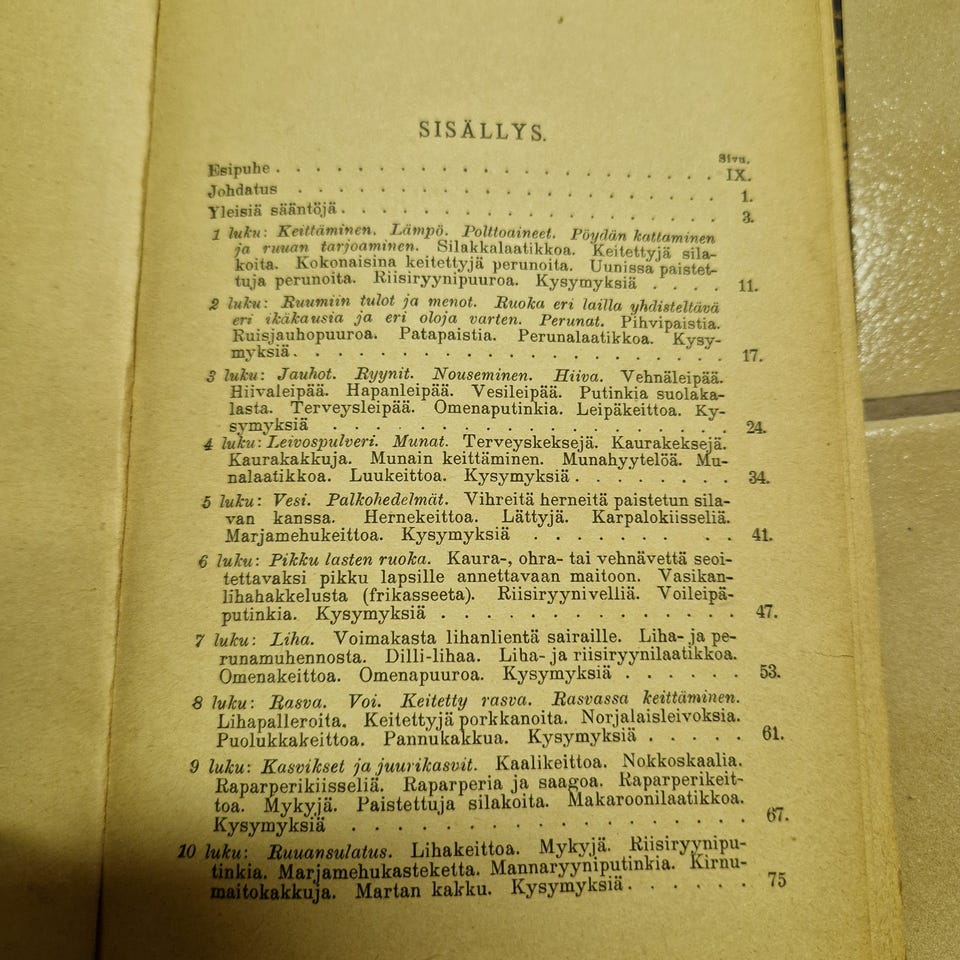 SISÄLLYS.
Sivu.
Esipuhe . . . . . . . . . . . . . . . . . . . . IX.
Johdatus . . . . . . . . . . . . . . . . . . . 1.
Yleisiä sääntöjä . . . . . . . . . . . . . . . . . 3.
1 luku: Keittäminen. Lämpö. Polttoaineet. Pöydän kattaminen
ja ruuan tarjoaminen. Silakkalaatikkoa. Keitettyjä sila-
koita. Kokonaisina keitettyjä perunoita. Uunissa paistet-
tuja perunoita. Riisiryynipuuroa. Kysymyksiä . . . . 11.
2 luku: Ruumiin tulot ja menot. Ruoka eri lailla yhdisteltävä
eri ikäkausia ja eri oloja varten. Perunat. Pihvipaistia.
Ruisjauhopuuroa. Patapaistia. Perunalaatikkoa. Kysy-
myksiä . . . . . . . . . . . . . . . . . . . 17.
3 luku: Jauhot. Ryynit. Nouseminen. Hiiva. Vehnäleipää.
Hiivaleipää. Hapanleipää. Vesileipää. Putinkia suolaka-
lasta. Terveysleipää. Omenaputinkia. Leipäkeittoa. Ky-
symyksiä . . . . . . . . . . . . . . . . . . 24.
4 luku: Leivospulveri. Munat. Terveyskeksejä. Kaurakeksejä.
Kaurakakkuja. Munain keittäminen. Munahyytelöä. Mu-
nalaatikkoa. Luukeittoa. Kysymyksiä . . . . . . . . 34.
5 luku: Vesi. Palkohedelmät. Vihreitä herneitä paistetun sila-
van kanssa. Hernekeittoa. Lättyjä. Karpalokiisseliä.
Marjamehukeittoa. Kysymyksiä . . . . . . . . . 41.
6 luku: Pikku lasten ruoka. Kaura-, ohra- tai vehnävettä seoi-
tettavaksi pikku lapsille annettavaan maitoon. Vasikan-
lihahakkelusta (frikasseeta). Riisiryynivelliä. Voileipä-
putinkia. Kysymyksiä . . . . . . . . . . . . . 47.
7 luku: Liha. Voimakasta lihanlientä sairaille. Liha- ja pe-
runamuhennosta. Dilli-lihaa. Liha- ja riisiryynilaatikkoa.
Omenakeittoa. Omenapuuroa. Kysymyksiä . . . . . . 53.
8 luku: Rasva. Voi. Keitetty rasva. Rasvassa keittäminen.
Lihapalleroita. Keitettyjä porkkanoita. Norjalaisleivoksia.
Puolukkakeittoa. Pannukakkua. Kysymyksiä . . . . . 61.
9 luku: Kasvikset ja juurikasvit. Kaalikeittoa. Nokkoskaalia.
Raparperikiisseliä. Raparperia ja saagoa. Raparperikeit-
toa. Mykyjä. Paistettuja silakoita. Makaroonilaatikkoa.
Kysymyksiä . . . . . . . . . . . . . . . . . 67.
10 luku: Ruuansulatus. Lihakeittoa. Mykyjä. Riisiryynipu-
tinkia. Marjamehukasteketta. Mannaryyniputinkia. Kirnu-
maitokakkuja. Martan kakku. Kysymyksiä . . . . . . 75